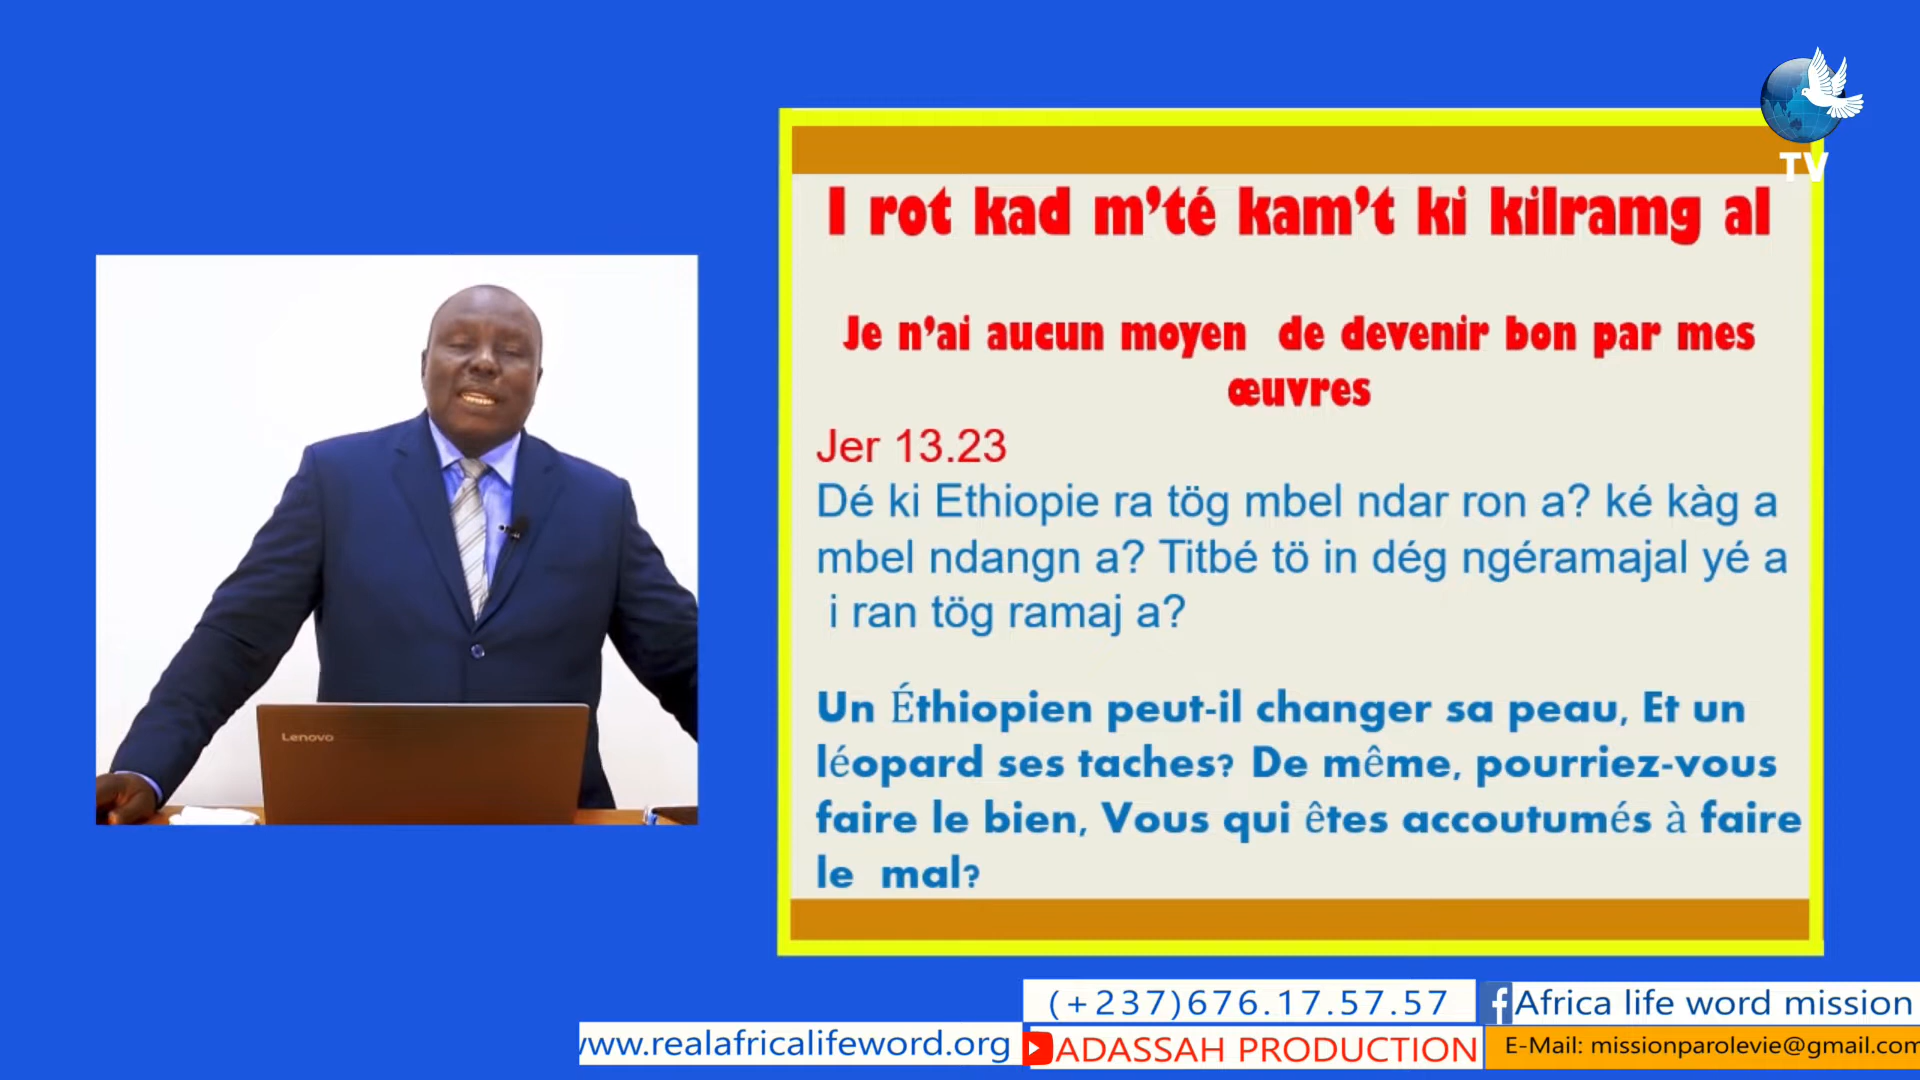 TV
I rot kad m’té kam’t ki kilramg al
Je n’ai aucun moyen de devenir bon par mes
œuvres
Jer 13.23
Dé ki Ethiopie ra tög mbel ndar ron a? ké kàg a
mbel ndangn a? Titbé tö in dég ngéramajal yé a
i ran tög ramaj a?
Un Éthiopien peut-il changer sa peau, Et un
léopard ses taches? De même, pourriez-vous
faire le bien, Vous qui êtes accoutumés à faire
le mal?
Lenovo
(+237)676.17.57.57
Africa life word mission
www.realafricalifeword.org
ADASSAH PRODUCTION
E-Mail: missionparolevie@gmail.com